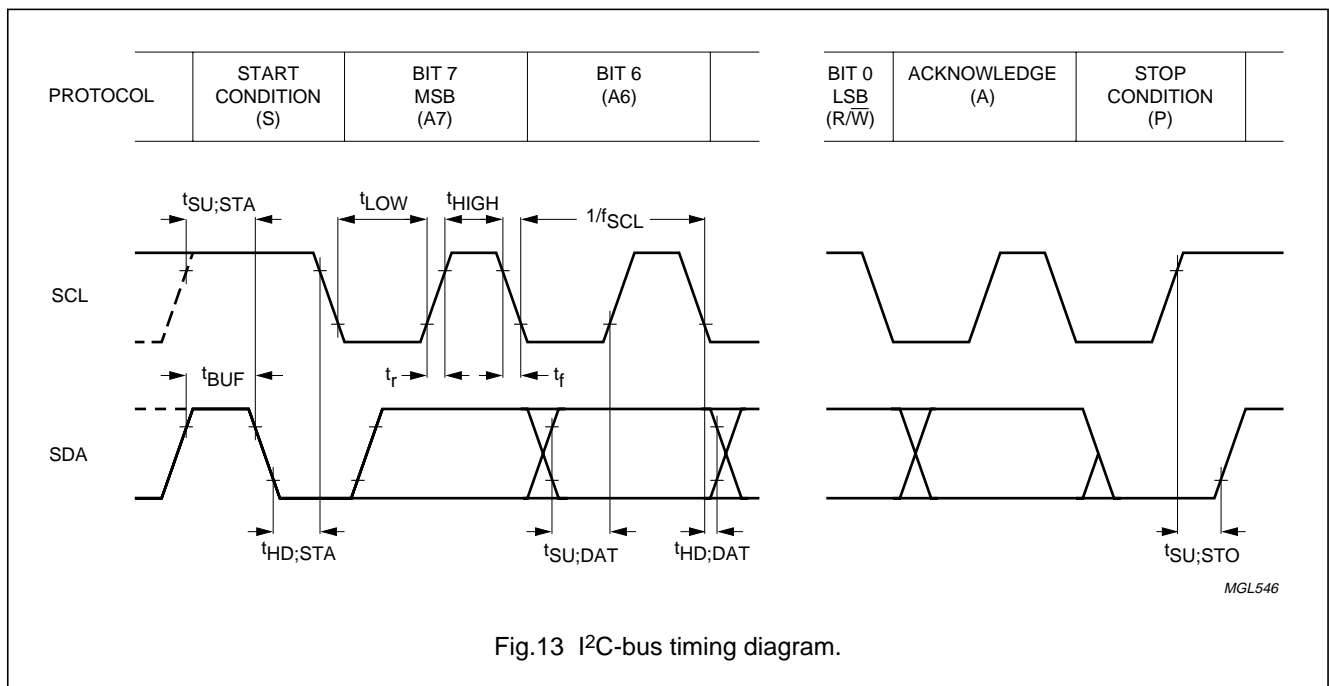 PROTOCOL
START
CONDITION
(S)
BIT 7
MSB
(A7)
BIT 6
(A6)
BIT 0
LSB
(R/W̅)
ACKNOWLEDGE
(A)
STOP
CONDITION
(P)
tSU;STA
tLOW
tHIGH
1/fSCL
SCL
tBUF
tr
tf
SDA
tHD;STA
tSU;DAT
tHD;DAT
tSU;STO
MGL546
Fig.13 I²C-bus timing diagram.